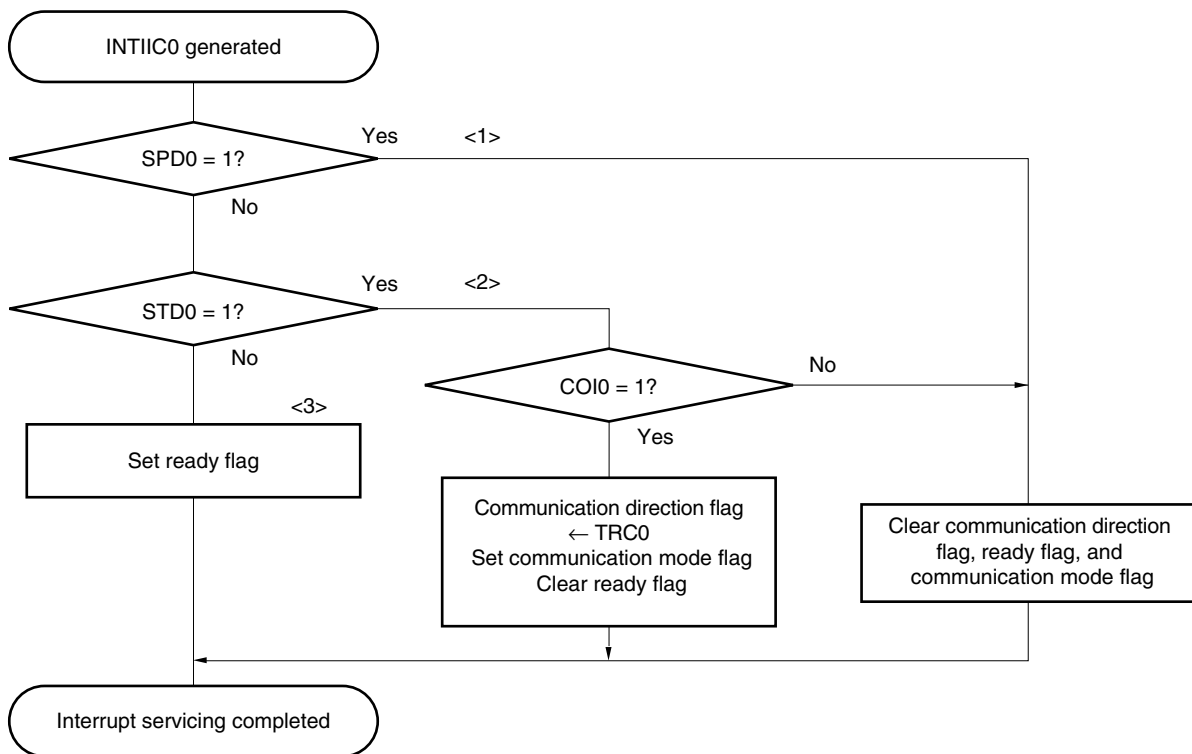 INTIIC0 generated
Yes
<1>
SPD0 = 1?
No
Yes
<2>
STD0 = 1?
No
COI0 = 1?
No
<3>
Yes
Set ready flag
Communication direction flag
← TRC0
Set communication mode flag
Clear ready flag
Clear communication direction
flag, ready flag, and
communication mode flag
Interrupt servicing completed